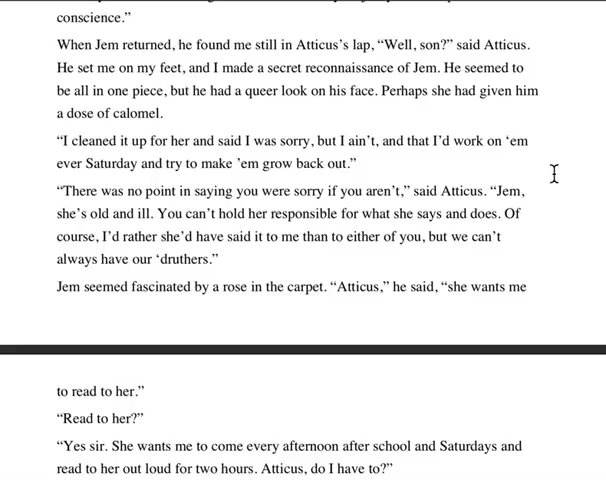 conscience.”
When Jem returned, he found me still in Atticus’s lap, “Well, son?” said Atticus.
He set me on my feet, and I made a secret reconnaissance of Jem. He seemed to
be all in one piece, but he had a queer look on his face. Perhaps she had given him
a dose of calomel.
“I cleaned it up for her and said I was sorry, but I ain’t, and that I’d work on ‘em
ever Saturday and try to make ’em grow back out.”
“There was no point in saying you were sorry if you aren’t,” said Atticus. “Jem,
she’s old and ill. You can’t hold her responsible for what she says and does. Of
course, I’d rather she’d have said it to me than to either of you, but we can’t
always have our ‘druthers.”
Jem seemed fascinated by a rose in the carpet. “Atticus,” he said, “she wants me
to read to her.”
“Read to her?”
“Yes sir. She wants me to come every afternoon after school and Saturdays and
read to her out loud for two hours. Atticus, do I have to?”